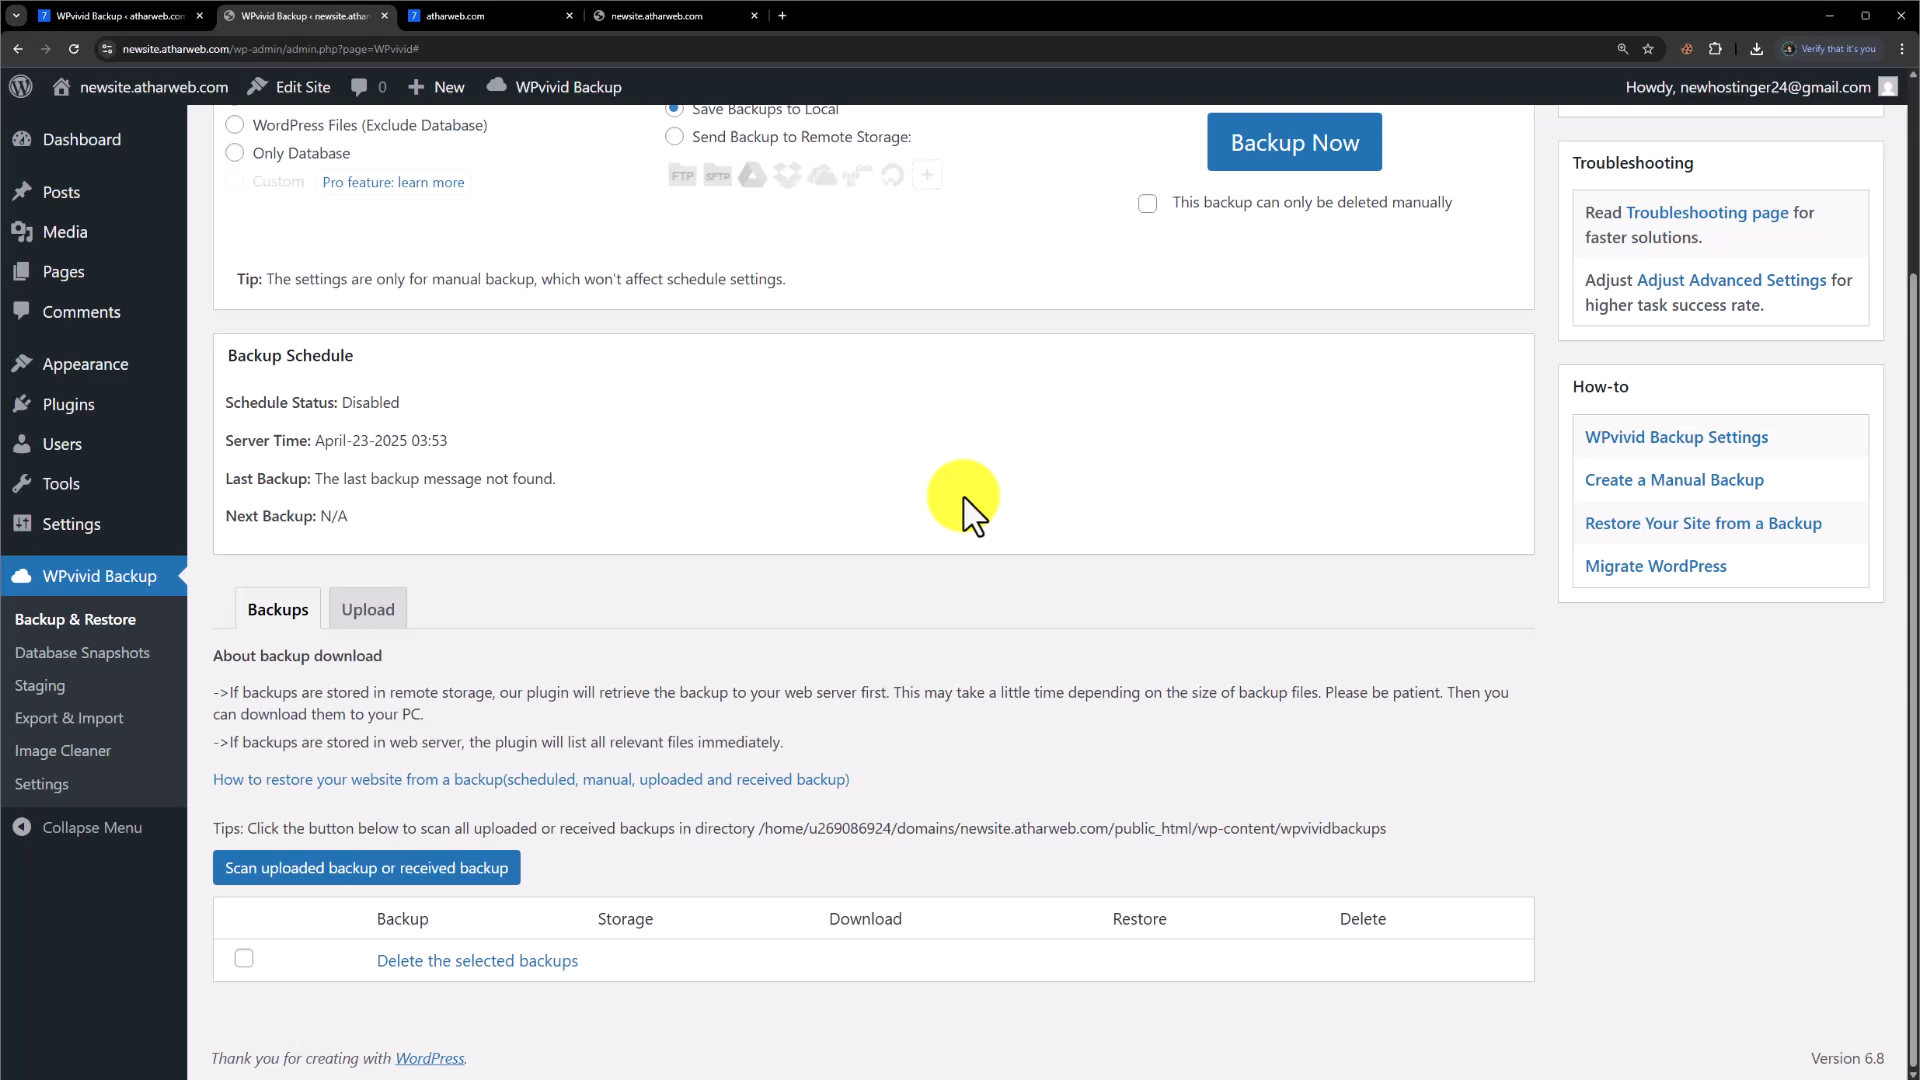 WPvivid Backup < atharweb.com
WPvivid Backup < newsite.athar
atharweb.com
newsite.atharweb.com
newsite.atharweb.com/wp-admin/admin.php?page=WPvivid#
Verify that it's you
newsite.atharweb.com
Edit Site
0
New
WPvivid Backup
Howdy, newhostinger24@gmail.com
Dashboard
Posts
Media
Pages
Comments
Appearance
Plugins
Users
Tools
Settings
WPvivid Backup
Backup & Restore
Database Snapshots
Staging
Export & Import
Image Cleaner
Settings
Collapse Menu
WordPress Files (Exclude Database)
Only Database
Custom Pro feature: learn more
Save Backups to Local
Send Backup to Remote Storage:
FTP SFTP
Backup Now
This backup can only be deleted manually
Tip: The settings are only for manual backup, which won't affect schedule settings.
Backup Schedule
Schedule Status: Disabled
Server Time: April-23-2025 03:53
Last Backup: The last backup message not found.
Next Backup: N/A
Backups
Upload
About backup download
->If backups are stored in remote storage, our plugin will retrieve the backup to your web server first. This may take a little time depending on the size of backup files. Please be patient. Then you
can download them to your PC.
->If backups are stored in web server, the plugin will list all relevant files immediately.
How to restore your website from a backup(scheduled, manual, uploaded and received backup)
Tips: Click the button below to scan all uploaded or received backups in directory /home/u269086924/domains/newsite.atharweb.com/public_html/wp-content/wpvividbackups
Scan uploaded backup or received backup
Backup Storage Download Restore Delete
Delete the selected backups
Thank you for creating with WordPress.
Version 6.8
Troubleshooting
Read Troubleshooting page for
faster solutions.
Adjust Adjust Advanced Settings for
higher task success rate.
How-to
WPvivid Backup Settings
Create a Manual Backup
Restore Your Site from a Backup
Migrate WordPress